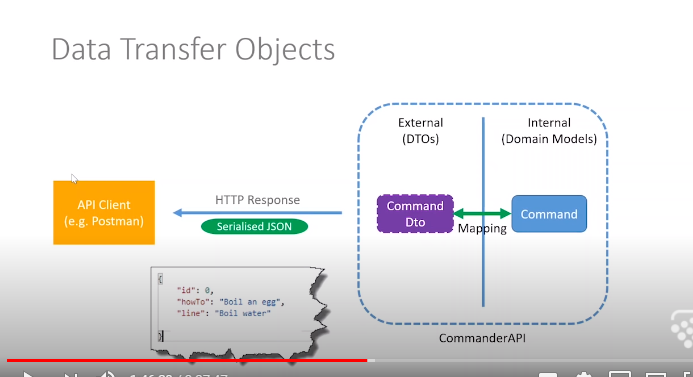 Data Transfer Objects
External
(DTOs)
Internal
(Domain Models)
API Client
(e.g. Postman)
HTTP Response
Serialised JSON
Command
Dto
Mapping
Command
{
"id": 0,
"howTo": "Boil an egg",
"line": "Boil water"
}
CommanderAPI